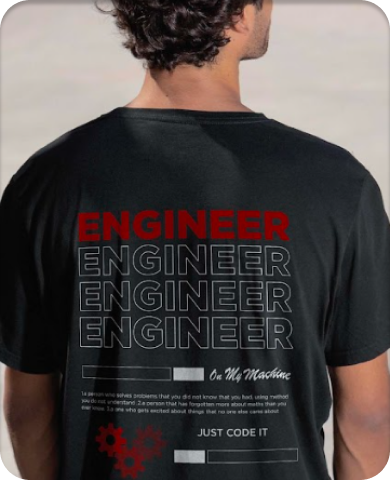 ENGINEER
ENGINEER
ENGINEER
ENGINEER
On My Machine
1.a person who solves problems that you did not know that you had, using method
you do not understand .2.a person that has forgotten more about maths than you
ever knew. 3.a one who gets excited about things that no one else cares about
JUST CODE IT